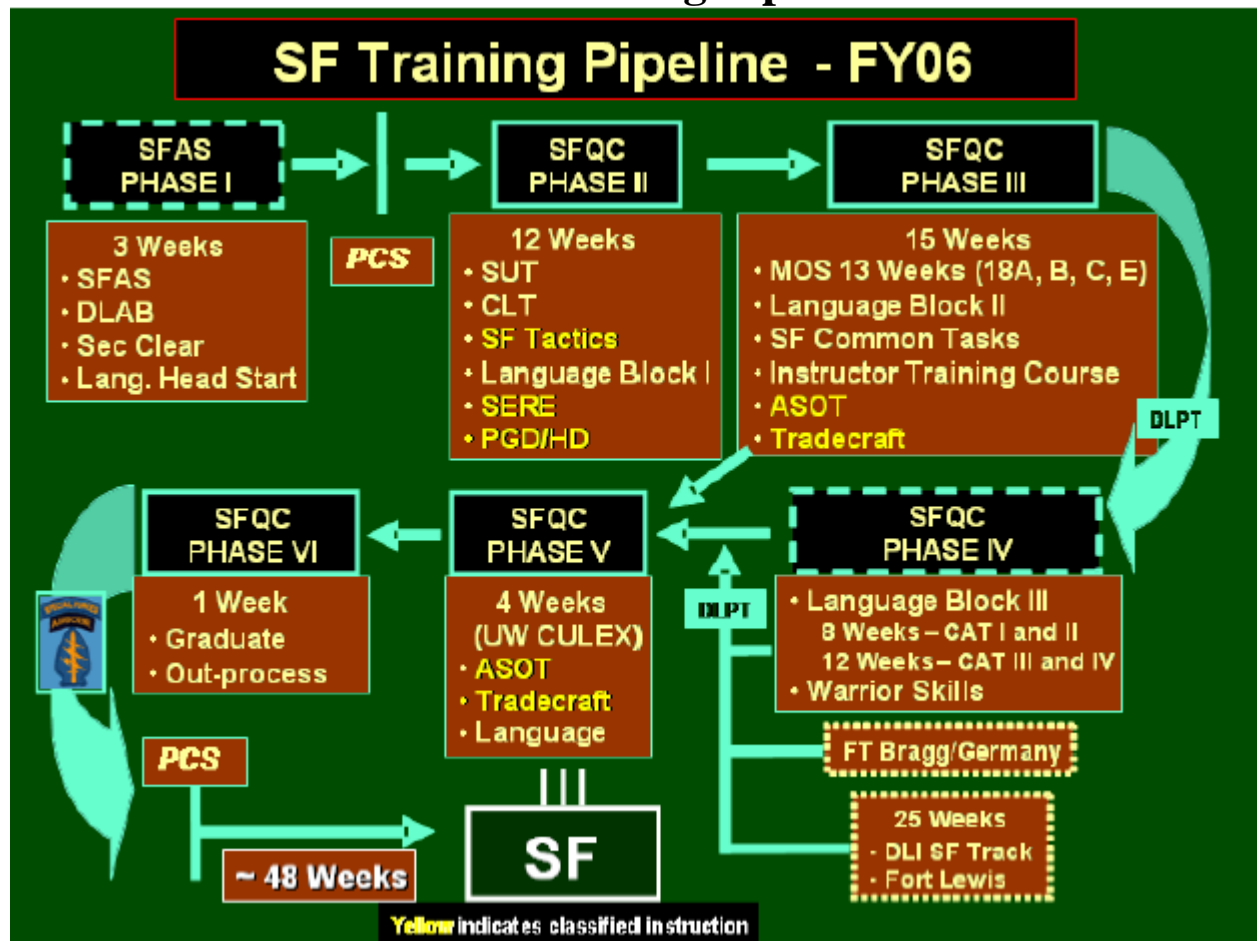 SF Training Pipeline - FY06
SFAS
PHASE I
3 Weeks
• SFAS
• DLAB
• Sec Clear
• Lang. Head Start
PCS
SFQC
PHASE II
12 Weeks
• SUT
• CLT
• SF Tactics
• Language Block I
• SERE
• PGD/HD
SFQC
PHASE III
15 Weeks
• MOS 13 Weeks (18A, B, C, E)
• Language Block II
• SF Common Tasks
• Instructor Training Course
• ASOT
• Tradecraft
DLPT
SFQC
PHASE IV
• Language Block III
8 Weeks – CAT I and II
12 Weeks – CAT III and IV
• Warrior Skills
FT Bragg/Germany
25 Weeks
- DLI SF Track
- Fort Lewis
DLPT
SFQC
PHASE V
4 Weeks
(UW CULEX)
• ASOT
• Tradecraft
• Language
SFQC
PHASE VI
1 Week
• Graduate
• Out-process
SPECIAL FORCES
AIRBORNE
PCS
~ 48 Weeks
SF
Yellow indicates classified instruction